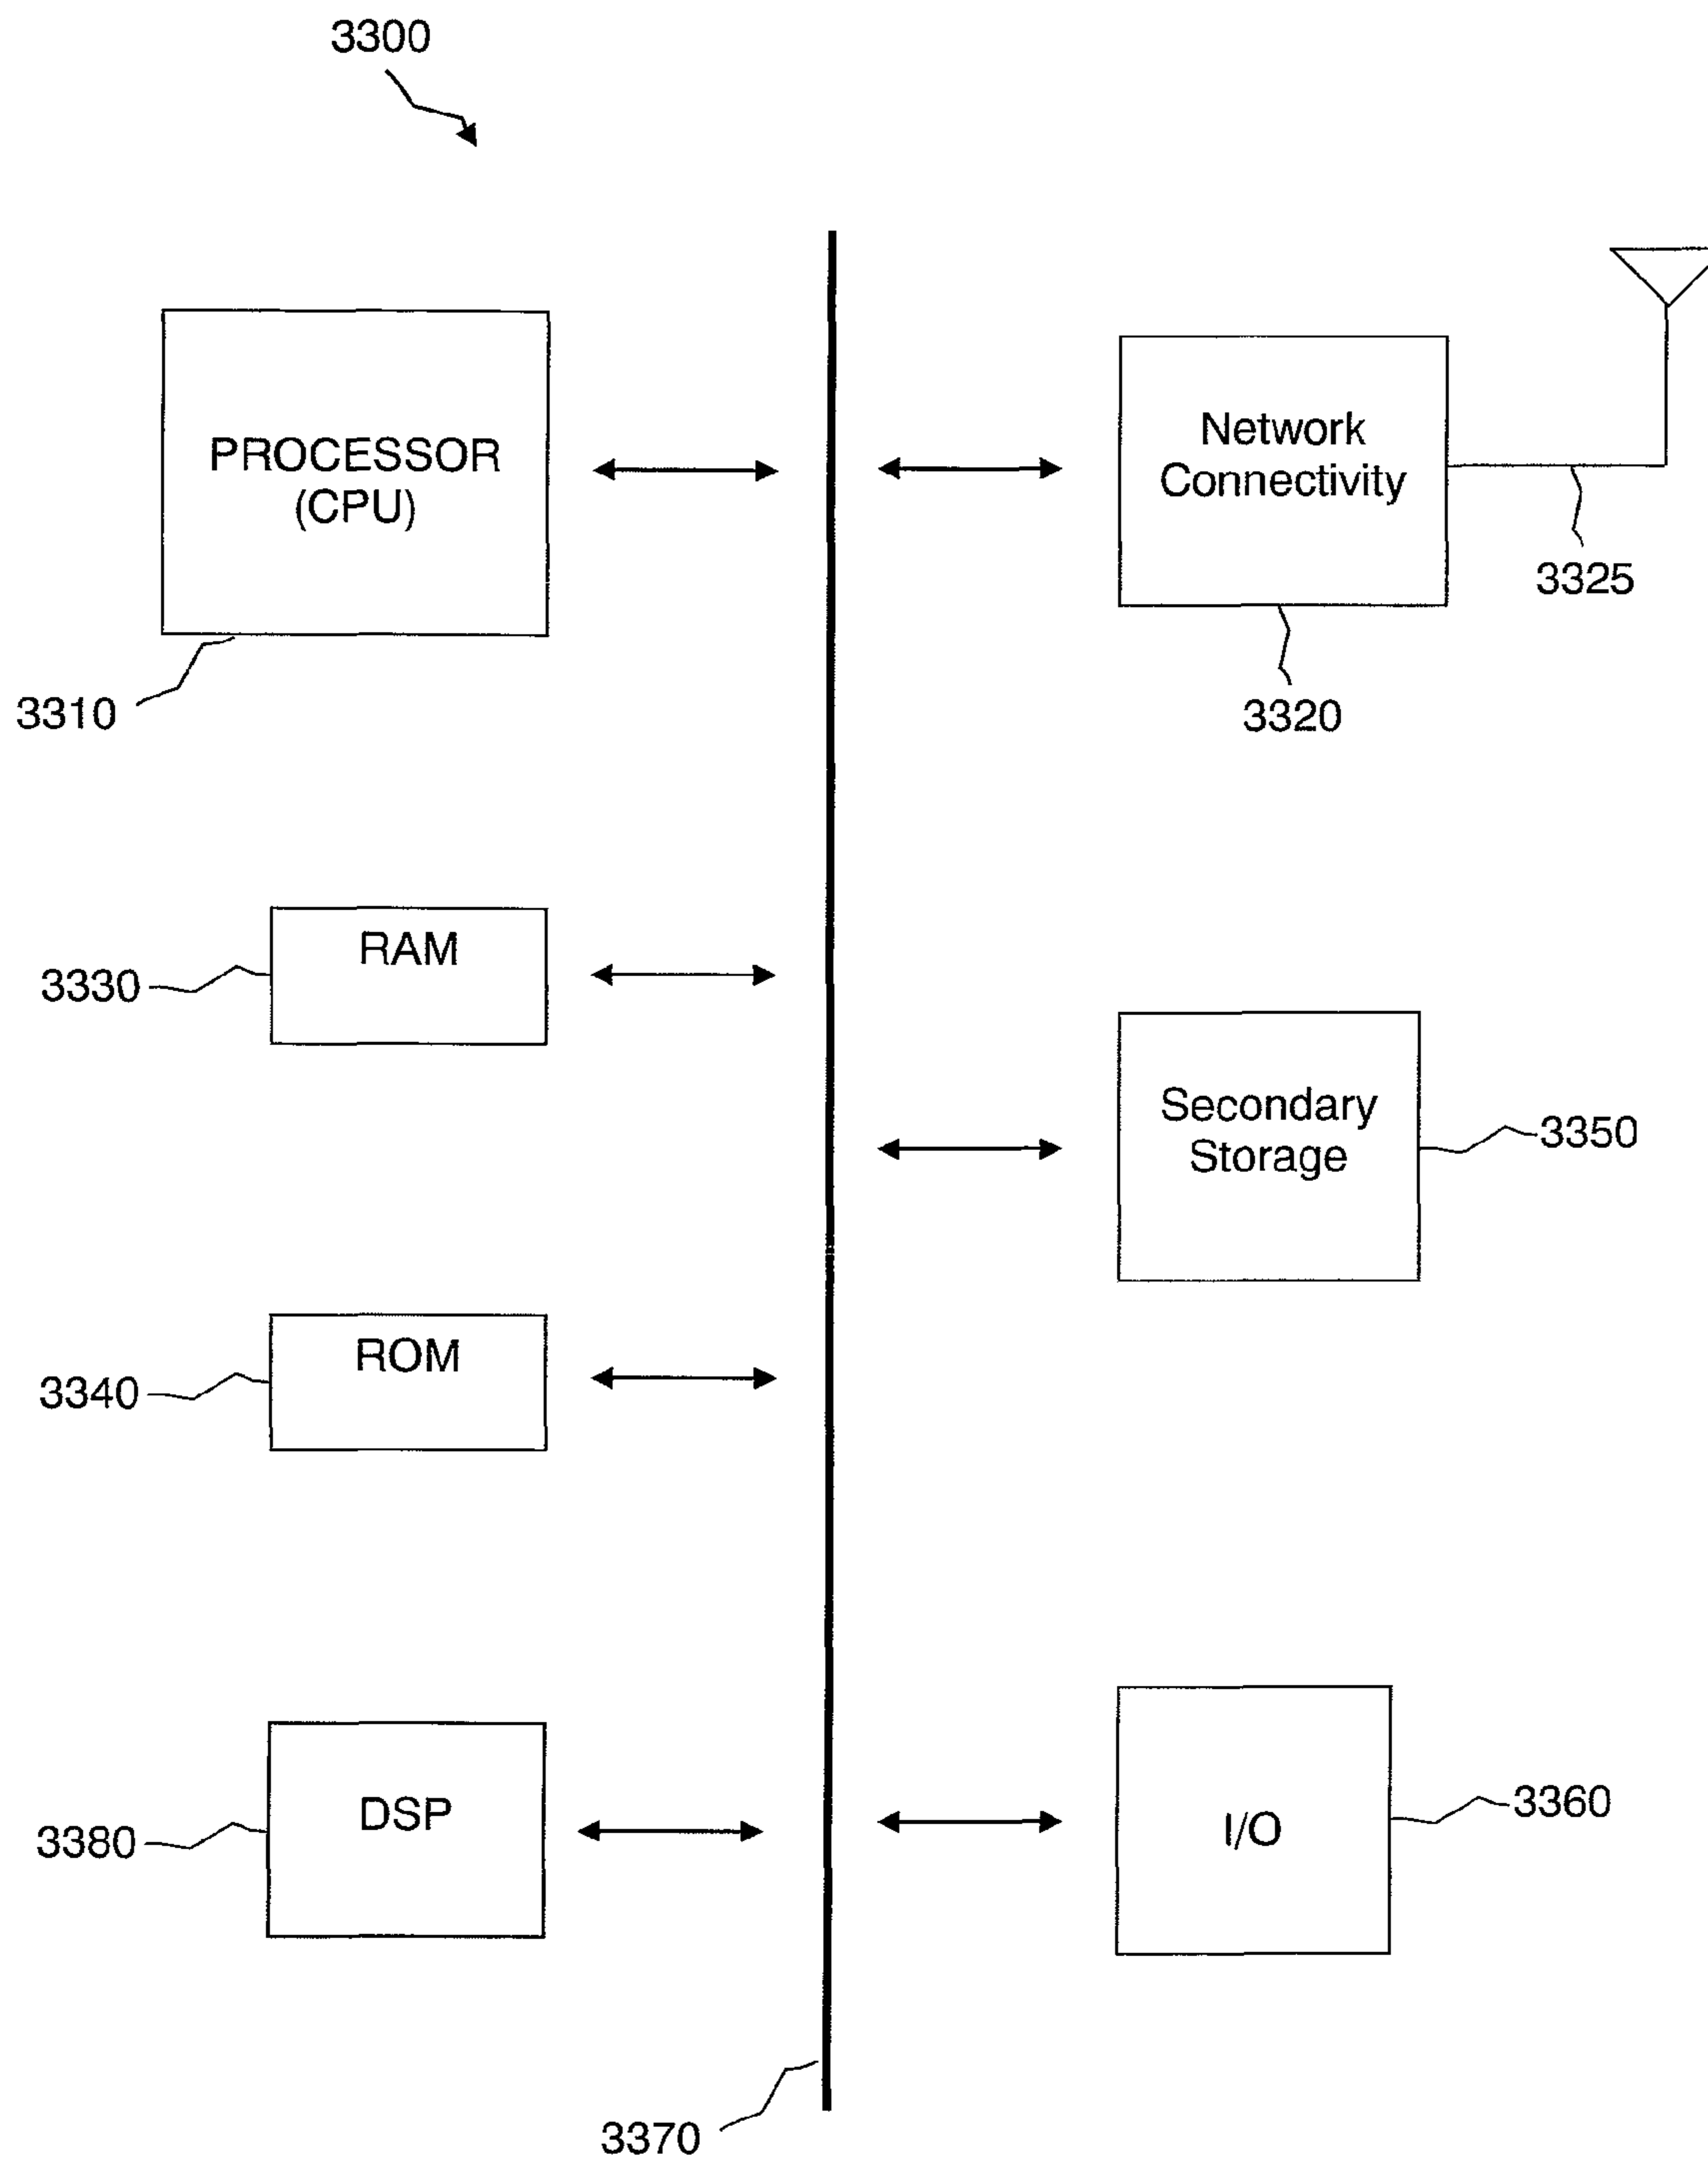 3300
PROCESSOR
(CPU)
3310
Network
Connectivity
3325
3320
RAM
3330
Secondary
Storage
3350
ROM
3340
DSP
3380
I/O
3360
3370